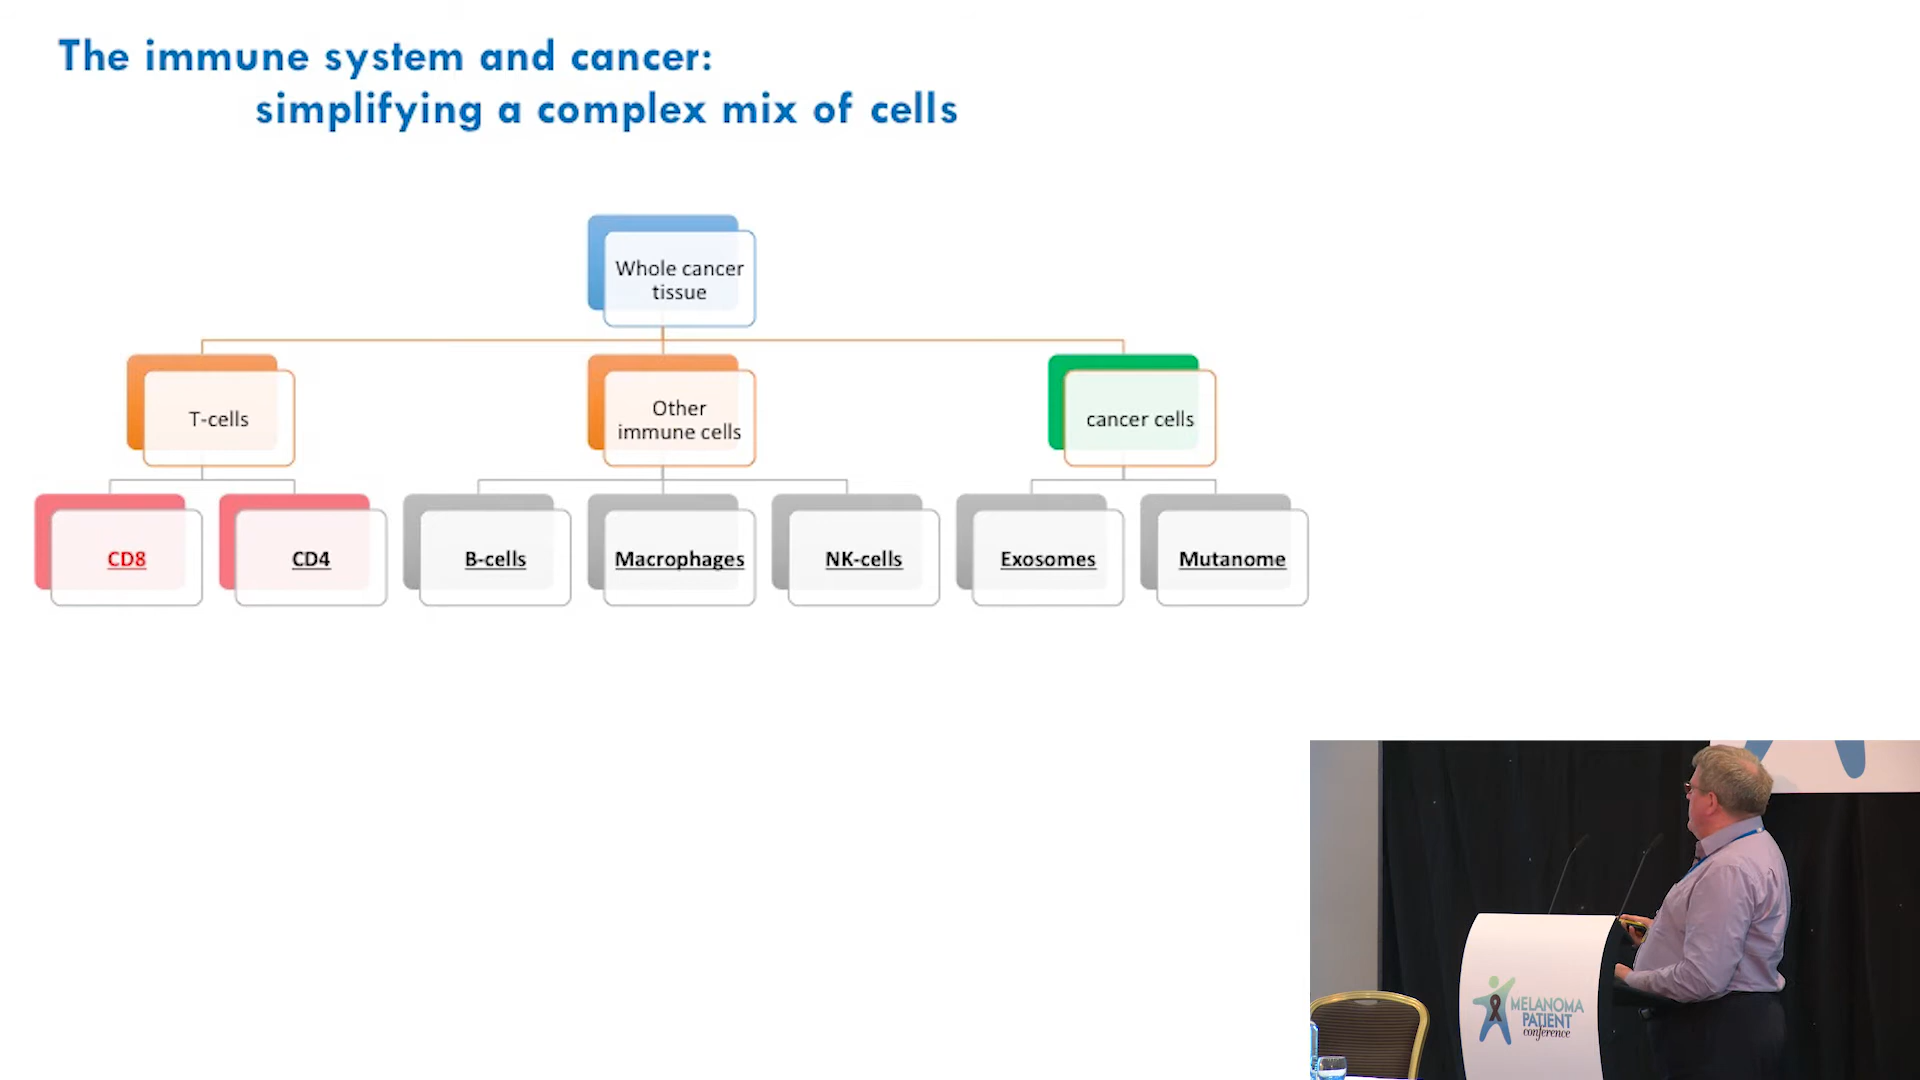 The immune system and cancer:
simplifying a complex mix of cells
Whole cancer
tissue
T-cells
Other
immune cells
cancer cells
CD8
CD4
B-cells
Macrophages
NK-cells
Exosomes
Mutanome
MELANOMA
PATIENT
conference